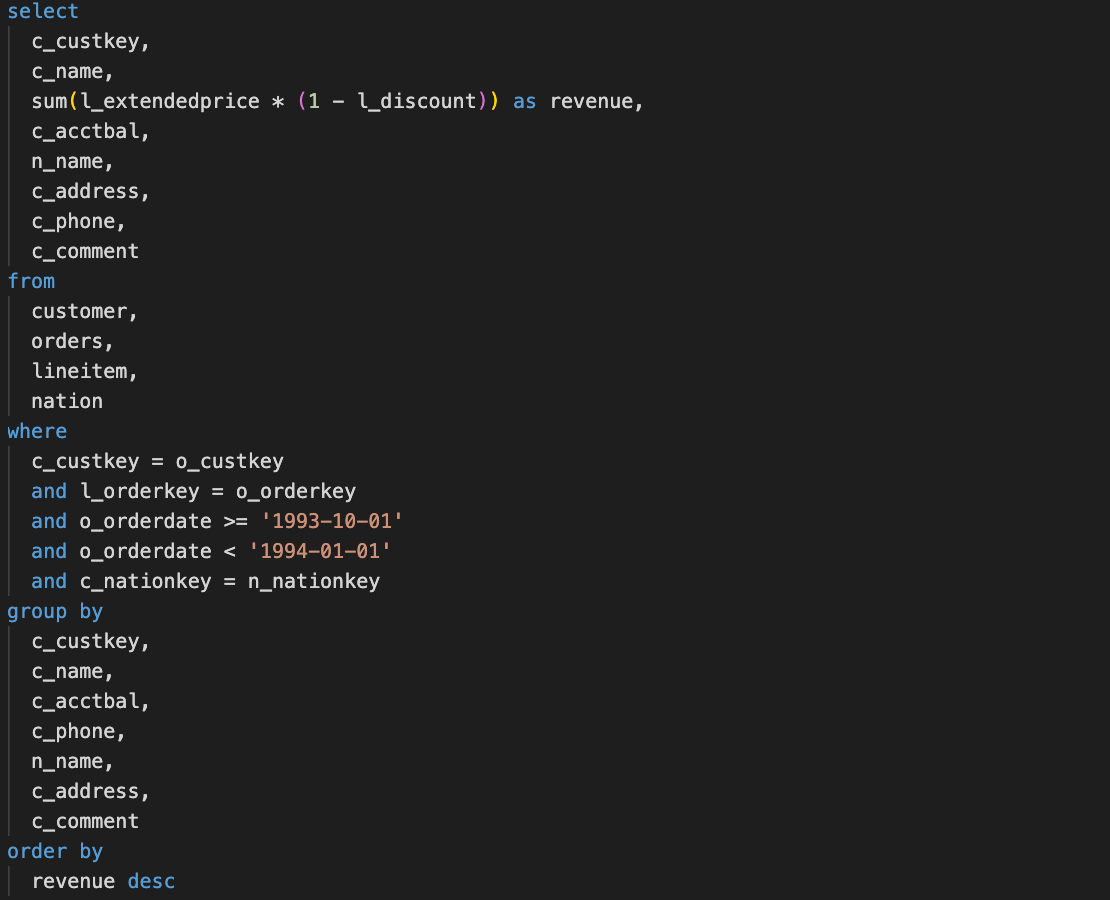 select
  c_custkey,
  c_name,
  sum(l_extendedprice * (1 - l_discount)) as revenue,
  c_acctbal,
  n_name,
  c_address,
  c_phone,
  c_comment
from
  customer,
  orders,
  lineitem,
  nation
where
  c_custkey = o_custkey
  and l_orderkey = o_orderkey
  and o_orderdate >= '1993-10-01'
  and o_orderdate < '1994-01-01'
  and c_nationkey = n_nationkey
group by
  c_custkey,
  c_name,
  c_acctbal,
  c_phone,
  n_name,
  c_address,
  c_comment
order by
  revenue desc